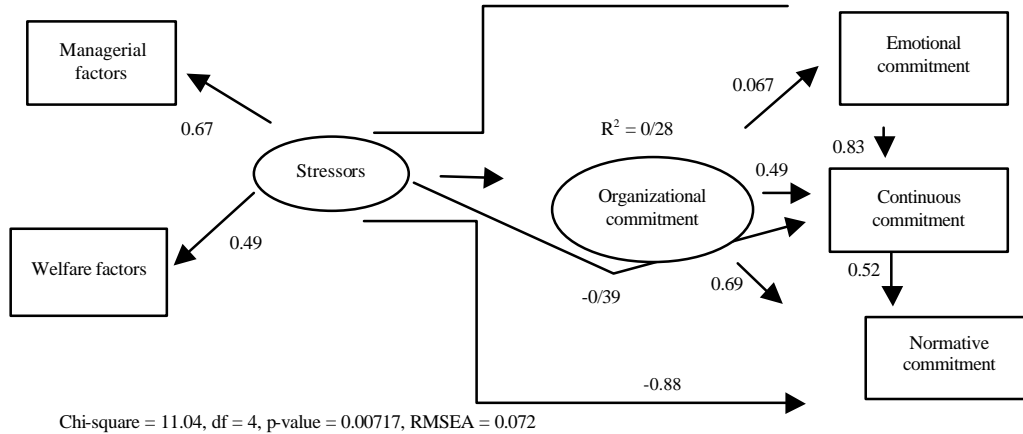 Managerial
factors
0.67
Stressors
0.49
Welfare factors
R² = 0/28
Organizational
commitment
0.067
0.49
0.69
-0/39
-0.88
Emotional
commitment
0.83
Continuous
commitment
0.52
Normative
commitment
Chi-square = 11.04, df = 4, p-value = 0.00717, RMSEA = 0.072